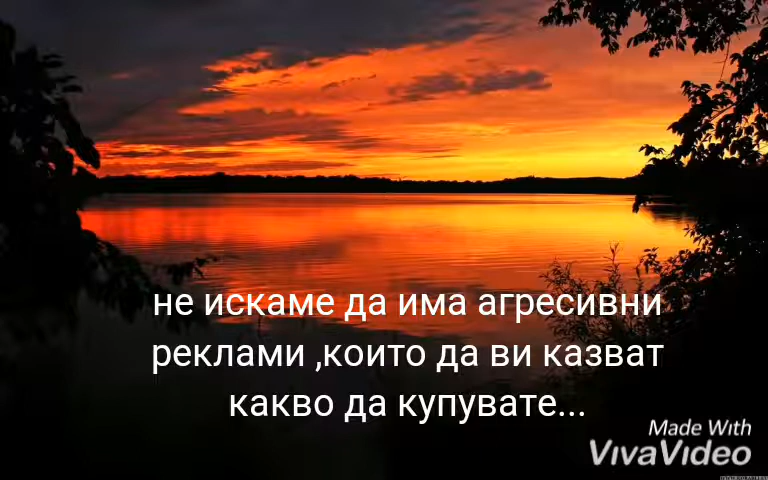 не искаме да има агресивни
реклами ,които да ви казват
какво да купувате...
Made With
VivaVideo